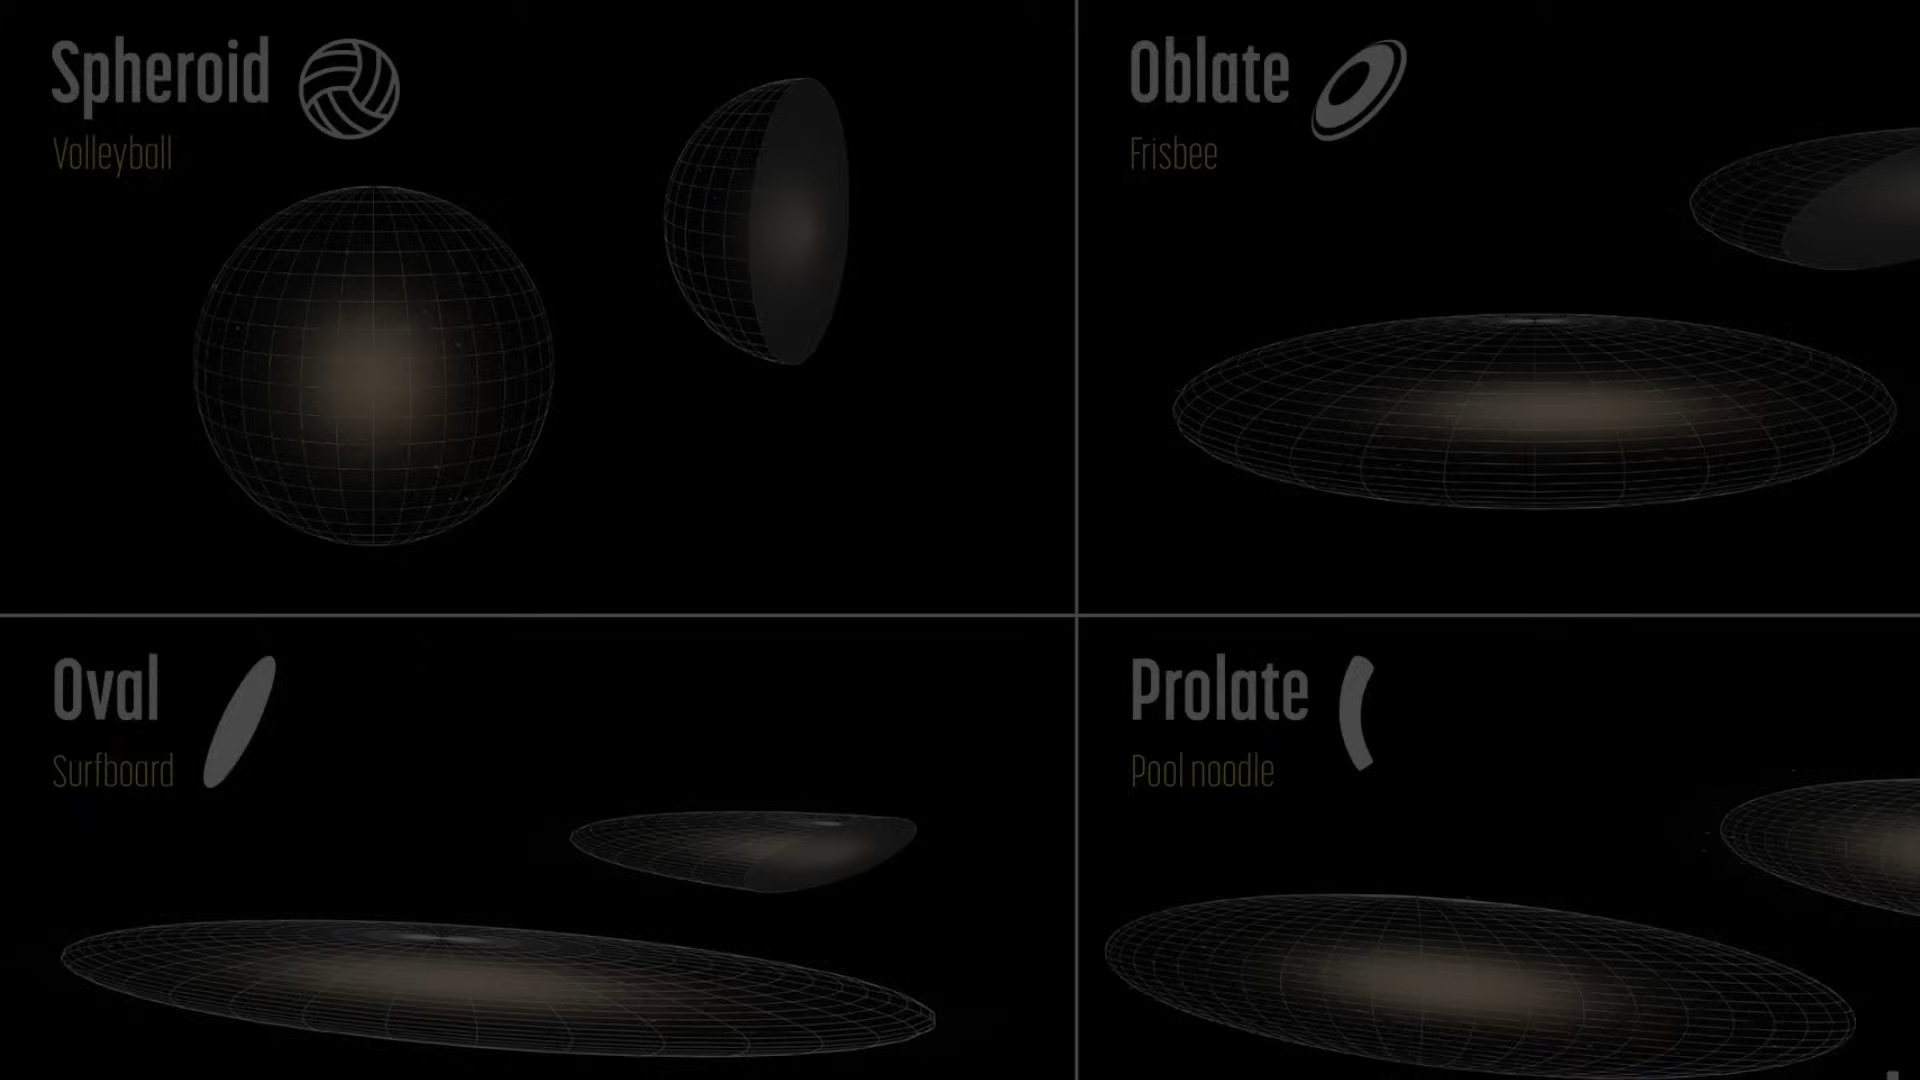 Spheroid
Volleyball
Oblate
Frisbee
Oval
Surfboard
Prolate
Pool noodle